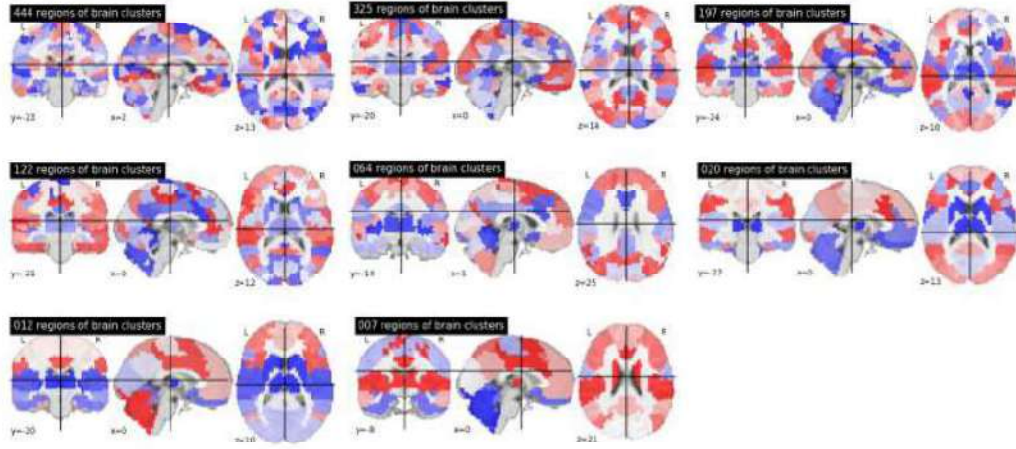 444 regions of brain clusters
L R
y=-23 x=2 z=13
325 regions of brain clusters
L R
y=-20 x=0 z=14
197 regions of brain clusters
L R
y=-24 x=0 z=10
122 regions of brain clusters
L R
z=12
064 regions of brain clusters
L R
z=25
020 regions of brain clusters
L R
z=13
012 regions of brain clusters
L R
y=-20 x=0
007 regions of brain clusters
L R
y=-8 x=0 z=21